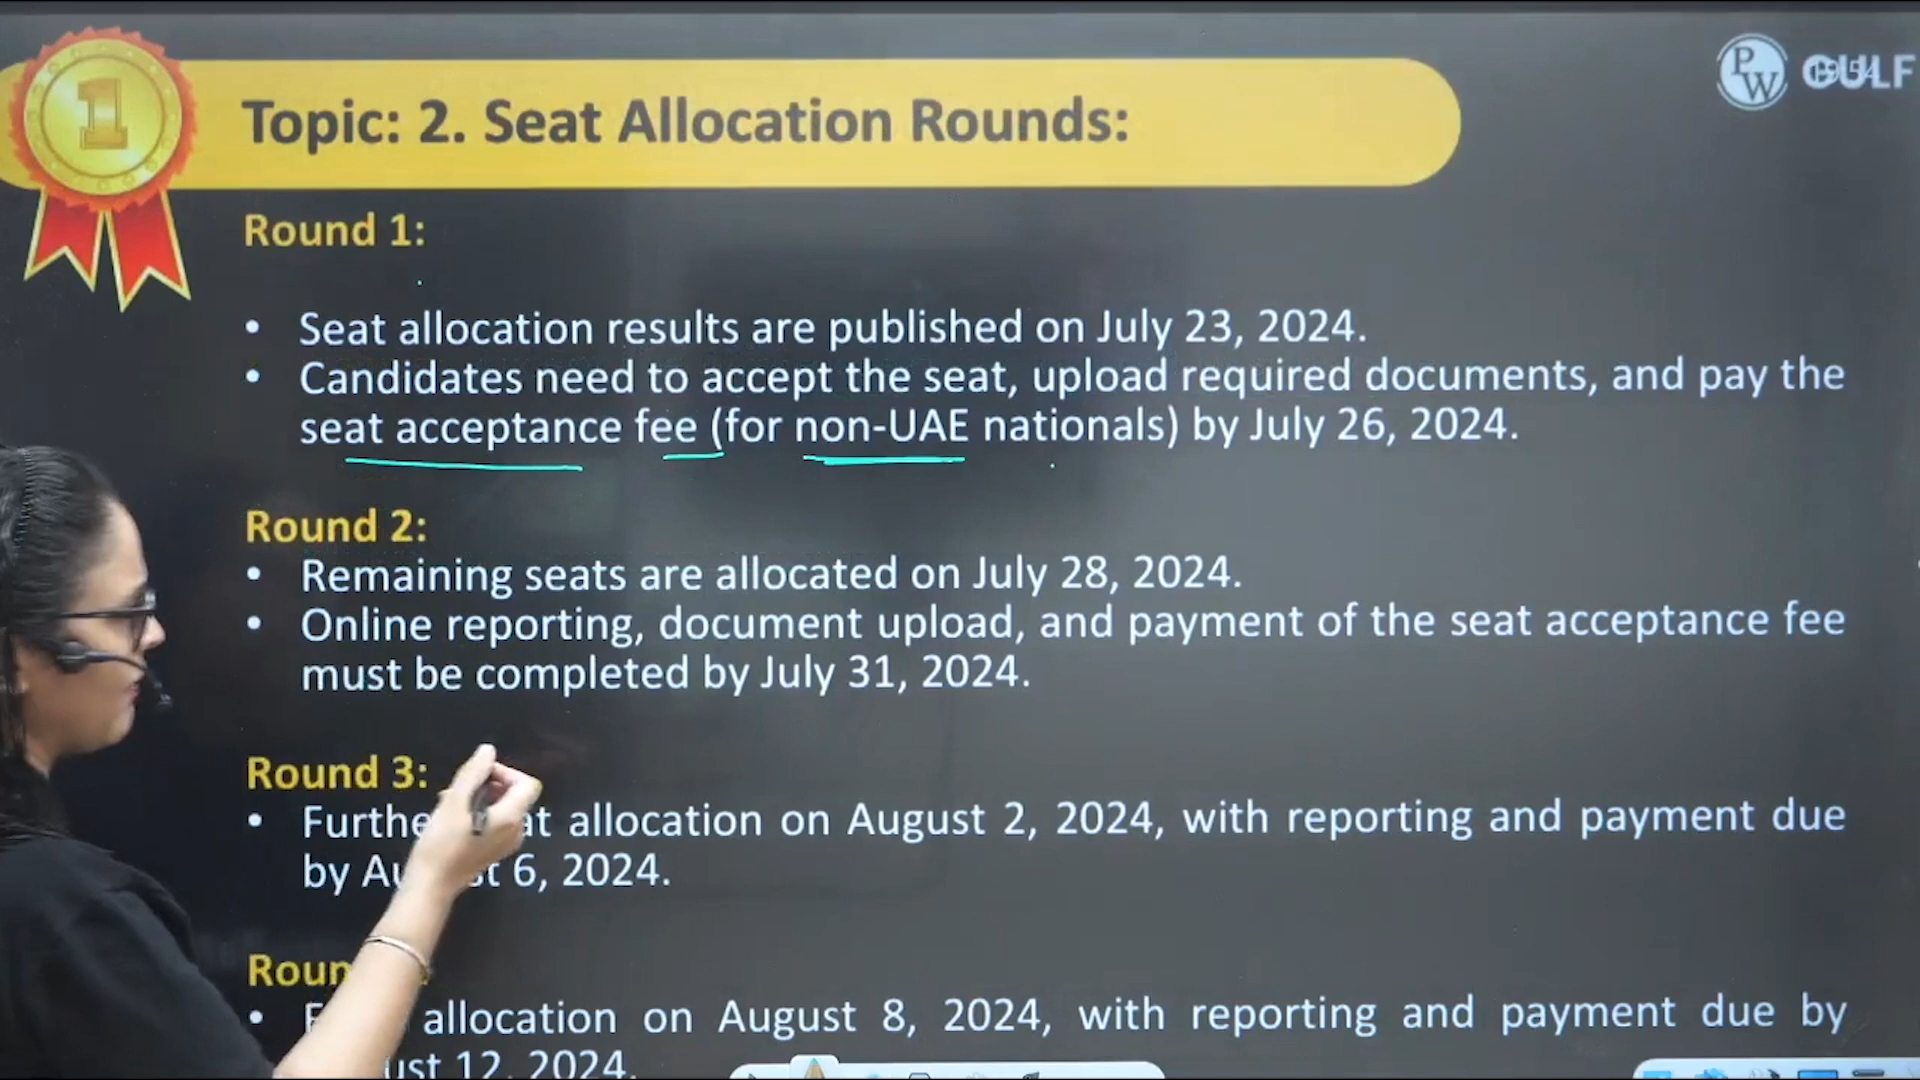 1
PW GULF
Topic: 2. Seat Allocation Rounds:
Round 1:
• Seat allocation results are published on July 23, 2024.
• Candidates need to accept the seat, upload required documents, and pay the
seat acceptance fee (for non-UAE nationals) by July 26, 2024.
Round 2:
• Remaining seats are allocated on July 28, 2024.
• Online reporting, document upload, and payment of the seat acceptance fee
must be completed by July 31, 2024.
Round 3:
• allocation on August 2, 2024, with reporting and payment due
by 6, 2024.
• allocation on August 8, 2024, with reporting and payment due by
12, 2024.